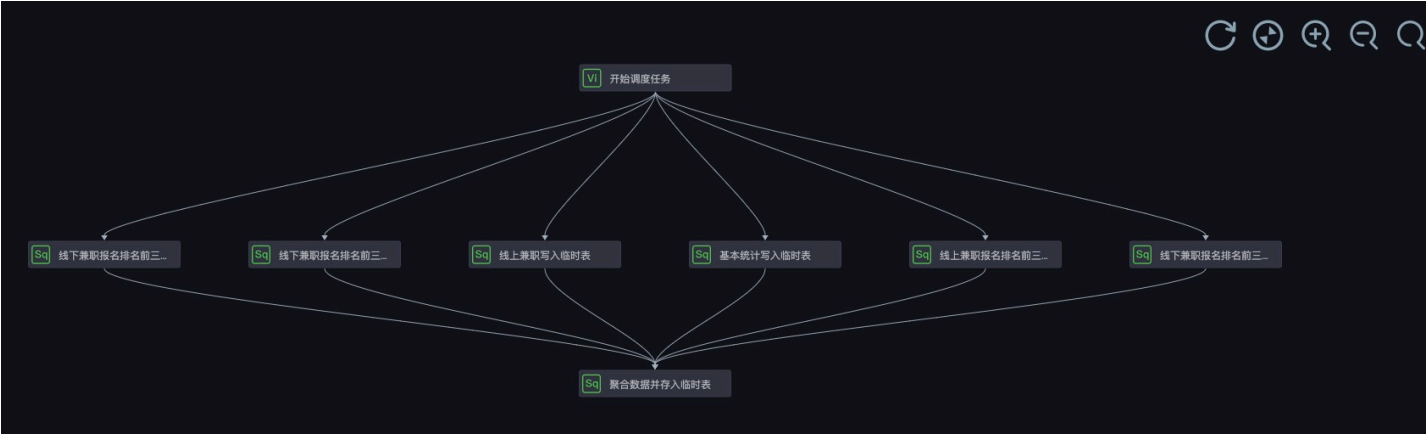 Vi 开始调度任务
Sq 线下兼职报名排名前三...
Sq 线下兼职报名排名前三...
Sq 线上兼职写入临时表
Sq 基本统计写入临时表
Sq 线上兼职报名排名前三...
Sq 线下兼职报名排名前三...
Sq 聚合数据并存入临时表